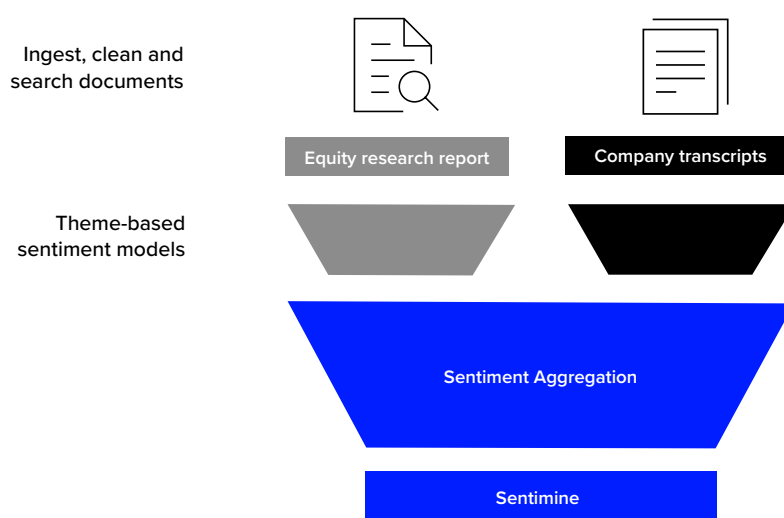 Ingest, clean and
search documents
Equity research report
Company transcripts
Theme-based
sentiment models
Sentiment Aggregation
Sentimine